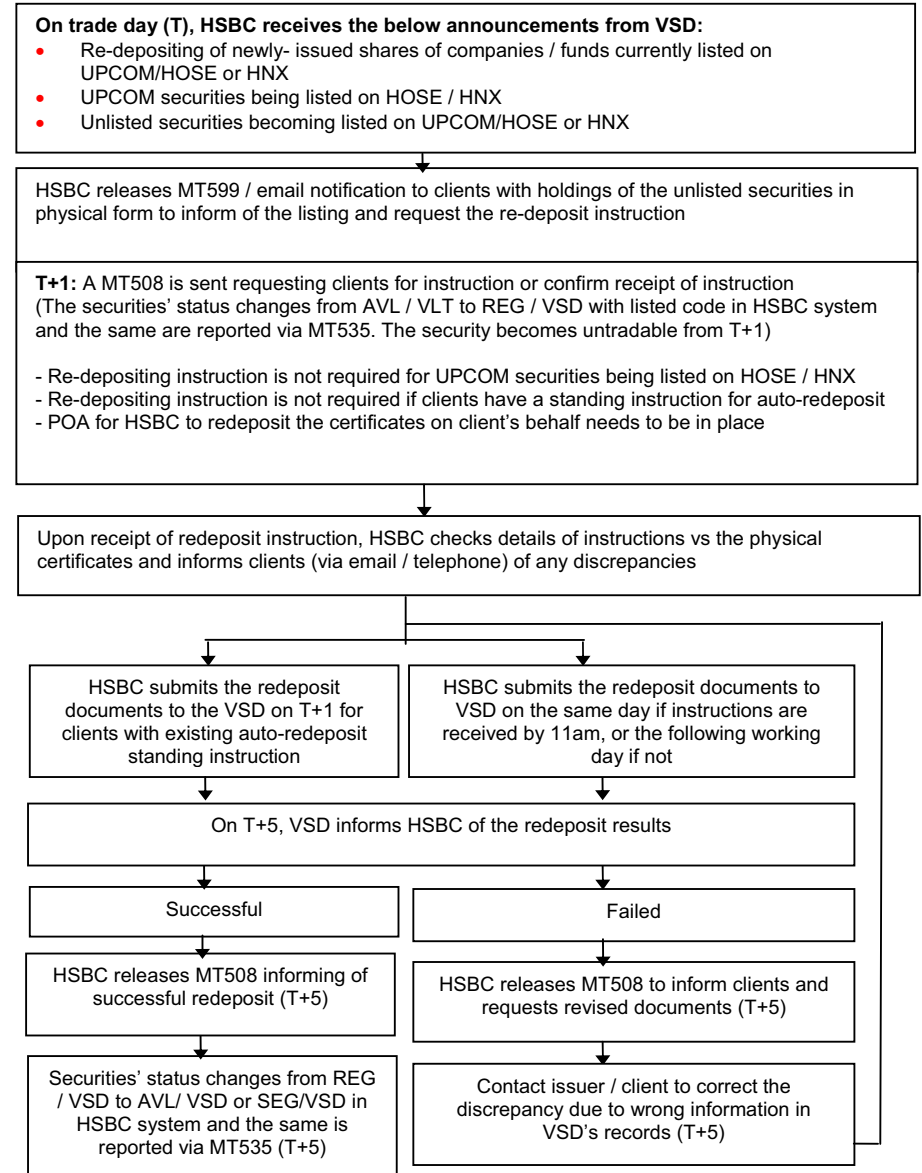 On trade day (T), HSBC receives the below announcements from VSD:
• Re-depositing of newly- issued shares of companies / funds currently listed on
UPCOM/HOSE or HNX
• UPCOM securities being listed on HOSE / HNX
• Unlisted securities becoming listed on UPCOM/HOSE or HNX
HSBC releases MT599 / email notification to clients with holdings of the unlisted securities in
physical form to inform of the listing and request the re-deposit instruction
T+1: A MT508 is sent requesting clients for instruction or confirm receipt of instruction
(The securities' status changes from AVL / VLT to REG / VSD with listed code in HSBC system
and the same are reported via MT535. The security becomes untradable from T+1)
- Re-depositing instruction is not required for UPCOM securities being listed on HOSE / HNX
- Re-depositing instruction is not required if clients have a standing instruction for auto-redeposit
- POA for HSBC to redeposit the certificates on client's behalf needs to be in place
Upon receipt of redeposit instruction, HSBC checks details of instructions vs the physical
certificates and informs clients (via email / telephone) of any discrepancies
HSBC submits the redeposit
documents to the VSD on T+1 for
clients with existing auto-redeposit
standing instruction
HSBC submits the redeposit documents to
VSD on the same day if instructions are
received by 11am, or the following working
day if not
On T+5, VSD informs HSBC of the redeposit results
Successful
Failed
HSBC releases MT508 informing of
successful redeposit (T+5)
HSBC releases MT508 to inform clients and
requests revised documents (T+5)
Securities' status changes from REG
/ VSD to AVL/ VSD or SEG/VSD in
HSBC system and the same is
reported via MT535 (T+5)
Contact issuer / client to correct the
discrepancy due to wrong information in
VSD's records (T+5)